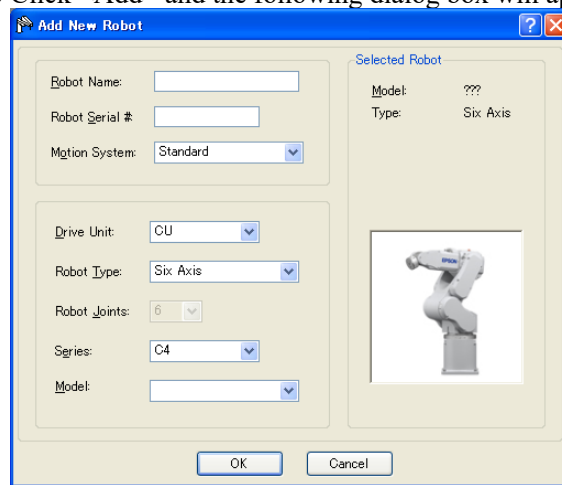 Click "Add" and the following dialog box will ap
Add New Robot
Robot Name:
Robot Serial #:
Motion System: Standard
Drive Unit: CU
Robot Type: Six Axis
Robot Joints: 6
Series: C4
Model:
Selected Robot
Model: ???
Type: Six Axis
EPSON
OK Cancel